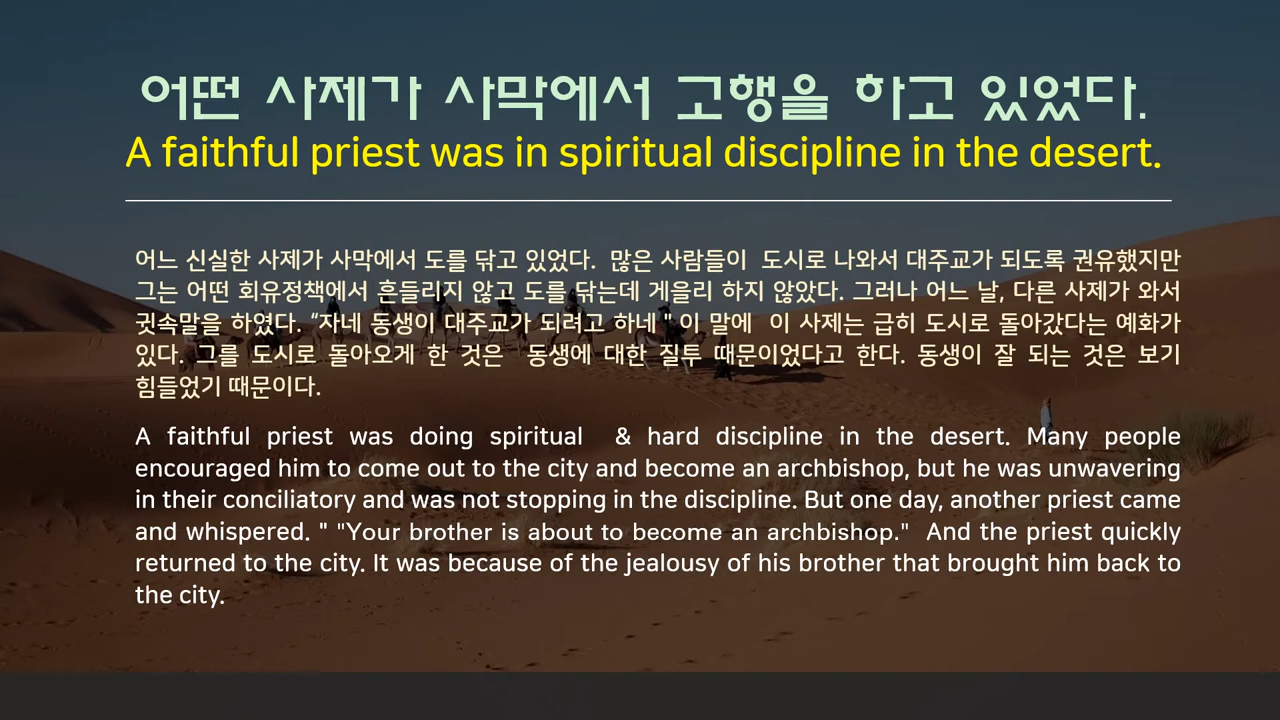 어떤 사제가 사막에서 고행을 하고 있었다.
A faithful priest was in spiritual discipline in the desert.
어느 신실한 사제가 사막에서 도를 닦고 있었다. 많은 사람들이 도시로 나와서 대주교가 되도록 권유했지만
그는 어떤 회유정책에서 흔들리지 않고 도를 닦는데 게을리 하지 않았다. 그러나 어느 날, 다른 사제가 와서
귓속말을 하였다. “자네 동생이 대주교가 되려고 하네 ” 이 말에 이 사제는 급히 도시로 돌아갔다는 예화가
있다. 그를 도시로 돌아오게 한 것은 동생에 대한 질투 때문이었다고 한다. 동생이 잘 되는 것은 보기
힘들었기 때문이다.
A faithful priest was doing spiritual & hard discipline in the desert. Many people
encouraged him to come out to the city and become an archbishop, but he was unwavering
in their conciliatory and was not stopping in the discipline. But one day, another priest came
and whispered. " "Your brother is about to become an archbishop." And the priest quickly
returned to the city. It was because of the jealousy of his brother that brought him back to
the city.